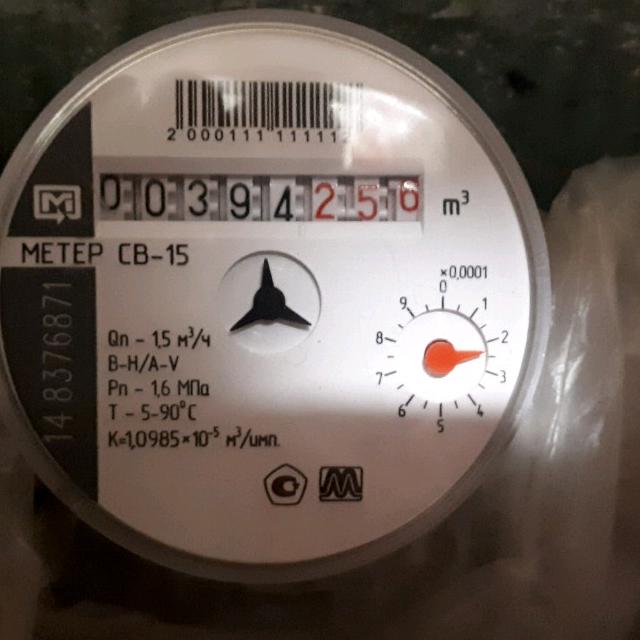 2 000111 11111
00394256 m³
МЕТЕР СВ-15
14 8376871
×0,0001
0
1
2
3
4
5
6
7
8
9
Qn - 1,5 м³/ч
В-Н/А-V
Pn - 1,6 МПа
Т - 5-90°С
К=1,0985×10⁻⁵ м³/имп.